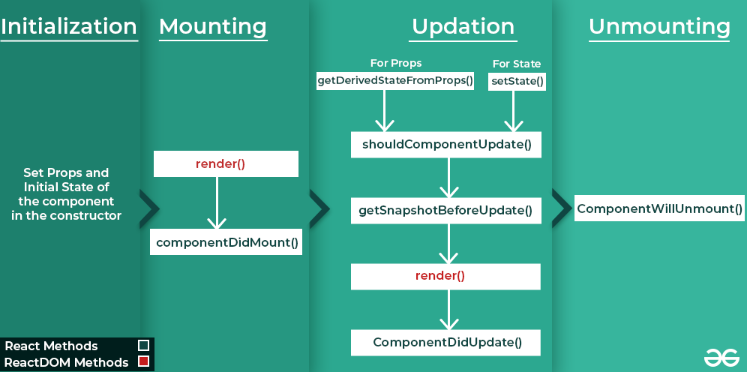 Initialization
Mounting
Updation
Unmounting
Set Props and
Initial State of
the component
in the constructor
render()
componentDidMount()
For Props
getDerivedStateFromProps()
For State
setState()
shouldComponentUpdate()
getSnapshotBeforeUpdate()
render()
ComponentDidUpdate()
ComponentWillUnmount()
React Methods
ReactDOM Methods